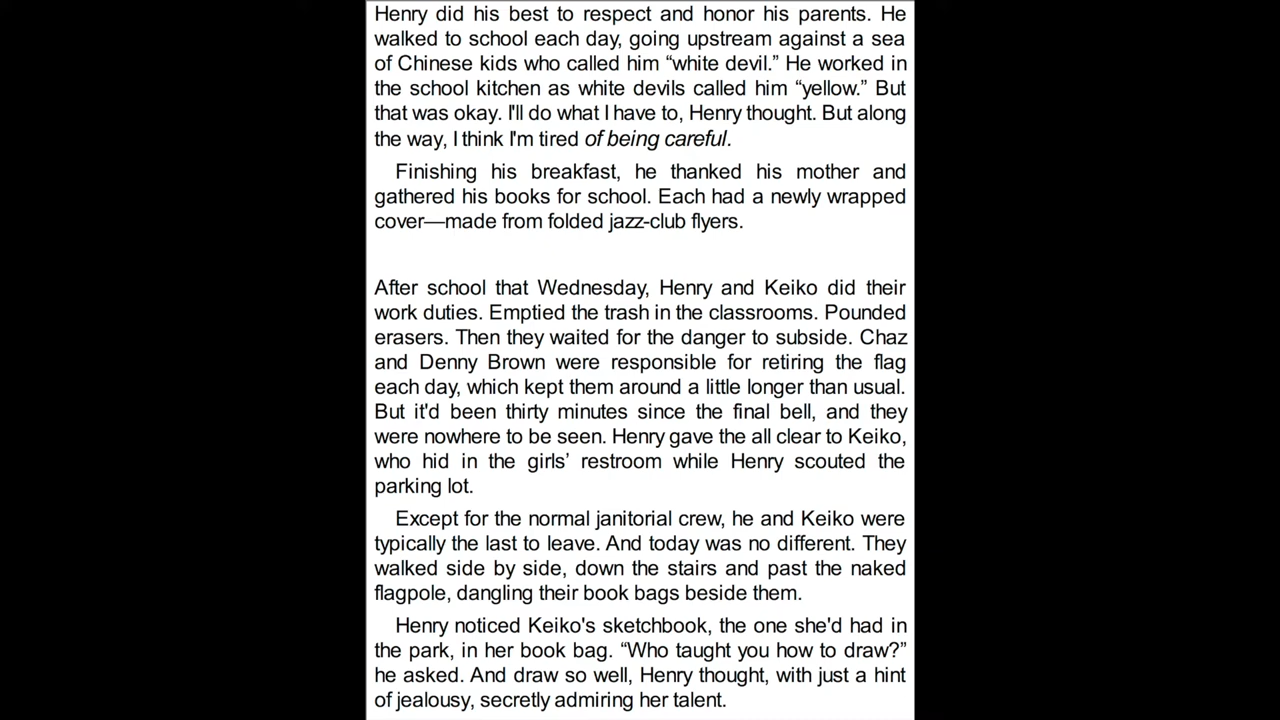 Henry did his best to respect and honor his parents. He
walked to school each day, going upstream against a sea
of Chinese kids who called him “white devil.” He worked in
the school kitchen as white devils called him “yellow.” But
that was okay. I'll do what I have to, Henry thought. But along
the way, I think I'm tired of being careful.
Finishing his breakfast, he thanked his mother and
gathered his books for school. Each had a newly wrapped
cover—made from folded jazz-club flyers.
After school that Wednesday, Henry and Keiko did their
work duties. Emptied the trash in the classrooms. Pounded
erasers. Then they waited for the danger to subside. Chaz
and Denny Brown were responsible for retiring the flag
each day, which kept them around a little longer than usual.
But it'd been thirty minutes since the final bell, and they
were nowhere to be seen. Henry gave the all clear to Keiko,
who hid in the girls’ restroom while Henry scouted the
parking lot.
Except for the normal janitorial crew, he and Keiko were
typically the last to leave. And today was no different. They
walked side by side, down the stairs and past the naked
flagpole, dangling their book bags beside them.
Henry noticed Keiko's sketchbook, the one she'd had in
the park, in her book bag. “Who taught you how to draw?”
he asked. And draw so well, Henry thought, with just a hint
of jealousy, secretly admiring her talent.